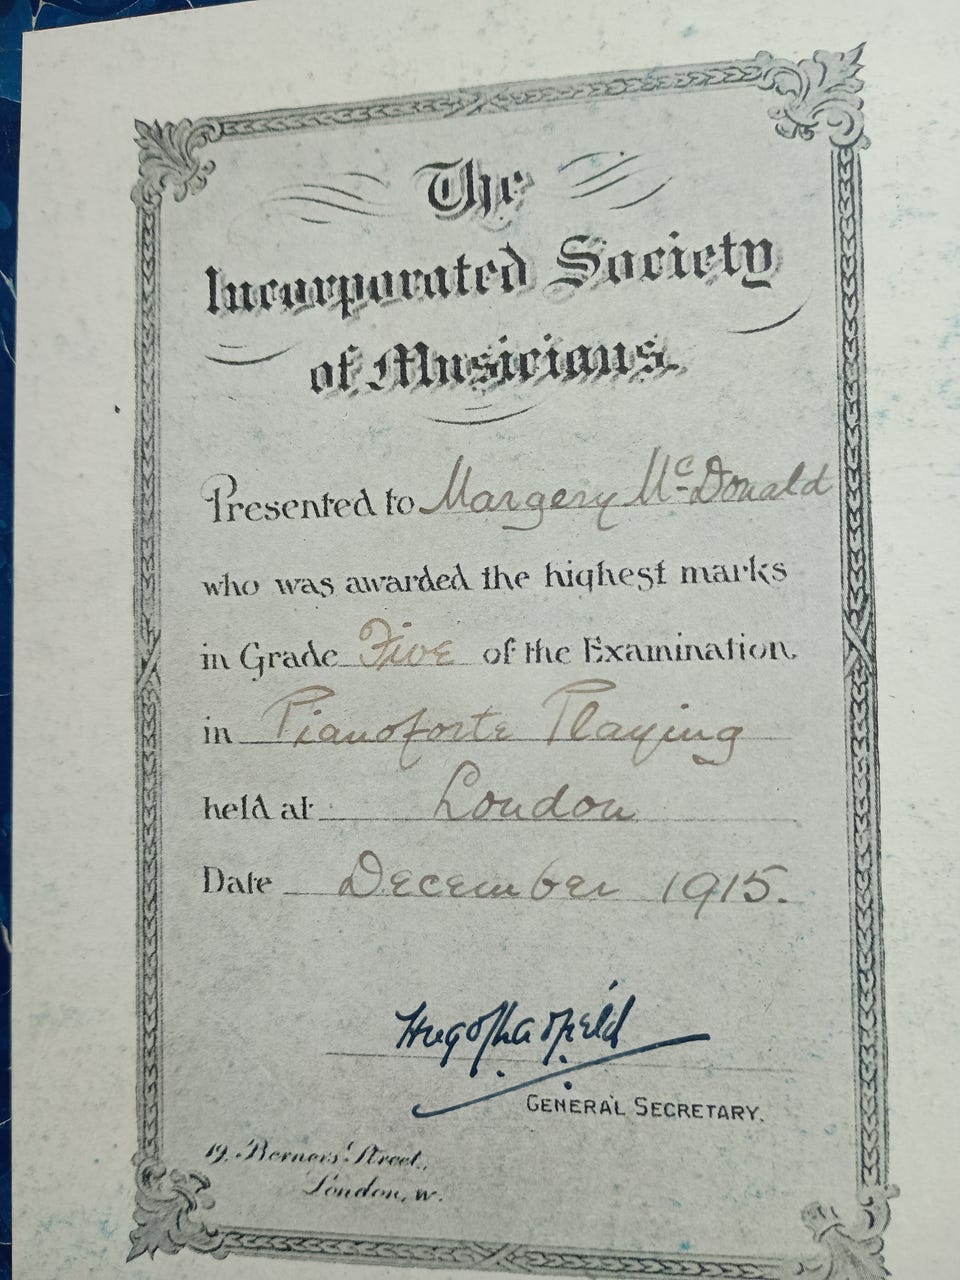 The
Incorporated Society
of Musicians.
Presented to Margery McDonald
who was awarded the highest marks
in Grade Five of the Examination,
in Pianoforte Playing
held at London
Date December 1915.
GENERAL SECRETARY.
19, Berners Street,
London, W.